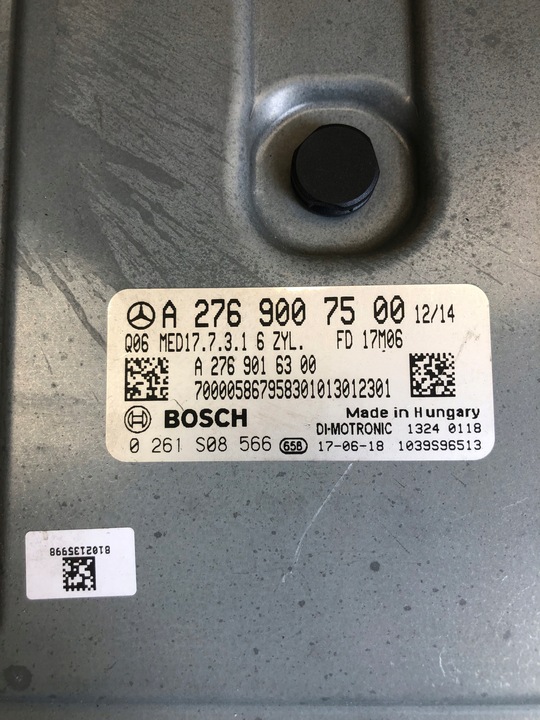 A 276 900 75 00 12/14
Q06 MED17.7.3.1 6 ZYL. FD 17M06
A 276 901 63 00
700005867958301013012301
BOSCH Made in Hungary
DI-MOTRONIC 1324 0118
0 261 S08 566 658 17-06-18 1039S96513
8102135998